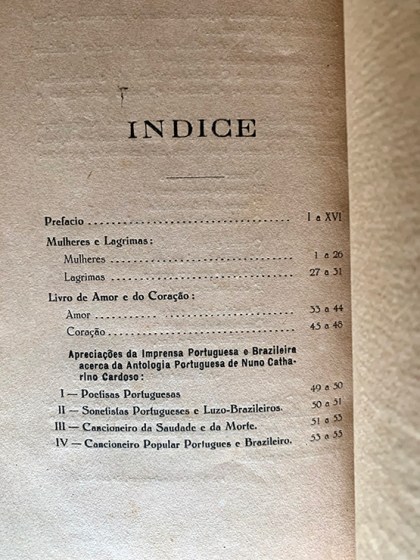 INDICE
Prefacio ........................ I a XVI
Mulheres e Lagrimas:
Mulheres ........................ 1 a 26
Lagrimas ........................ 27 a 31
Livro de Amor e do Coração:
Amor ........................ 33 a 44
Coração ........................ 45 a 48
Apreciações da Imprensa Portuguesa e Brazileira
acerca da Antologia Portuguesa de Nuno Catha-
rino Cardoso:
I — Poetisas Portuguesas 49 a 50
II — Sonetistas Portugueses e Luzo-Brazileiros. 50 a 51
III — Cancioneiro da Saudade e da Morte. 51 a 53
IV — Cancioneiro Popular Portugues e Brazileiro. 53 a 55